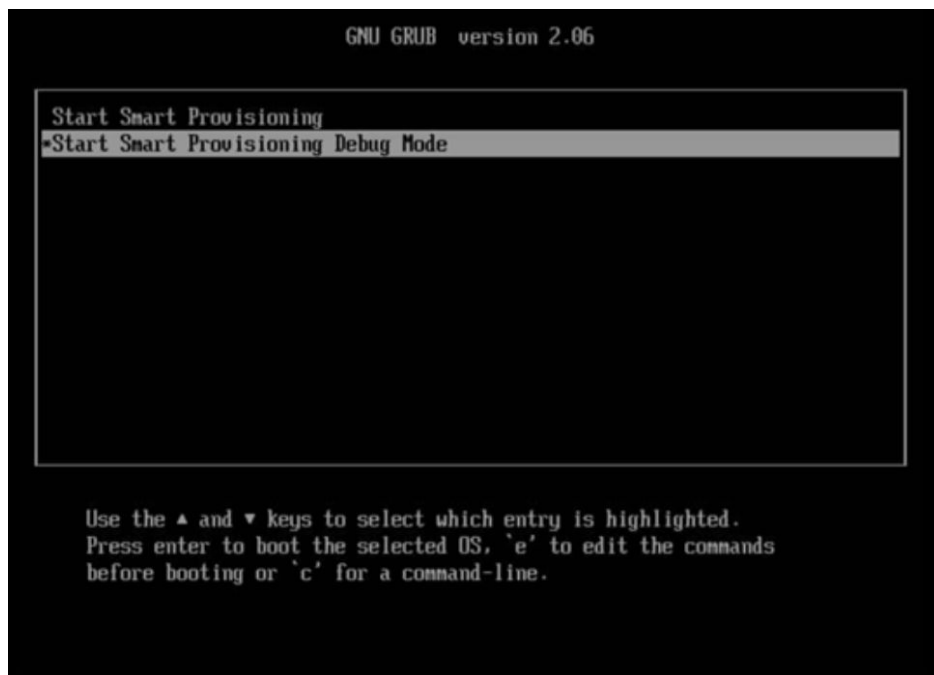 GNU GRUB version 2.06
Start Smart Provisioning
*Start Smart Provisioning Debug Mode
Use the ▲ and ▼ keys to select which entry is highlighted.
Press enter to boot the selected OS, `e' to edit the commands
before booting or `c' for a command-line.